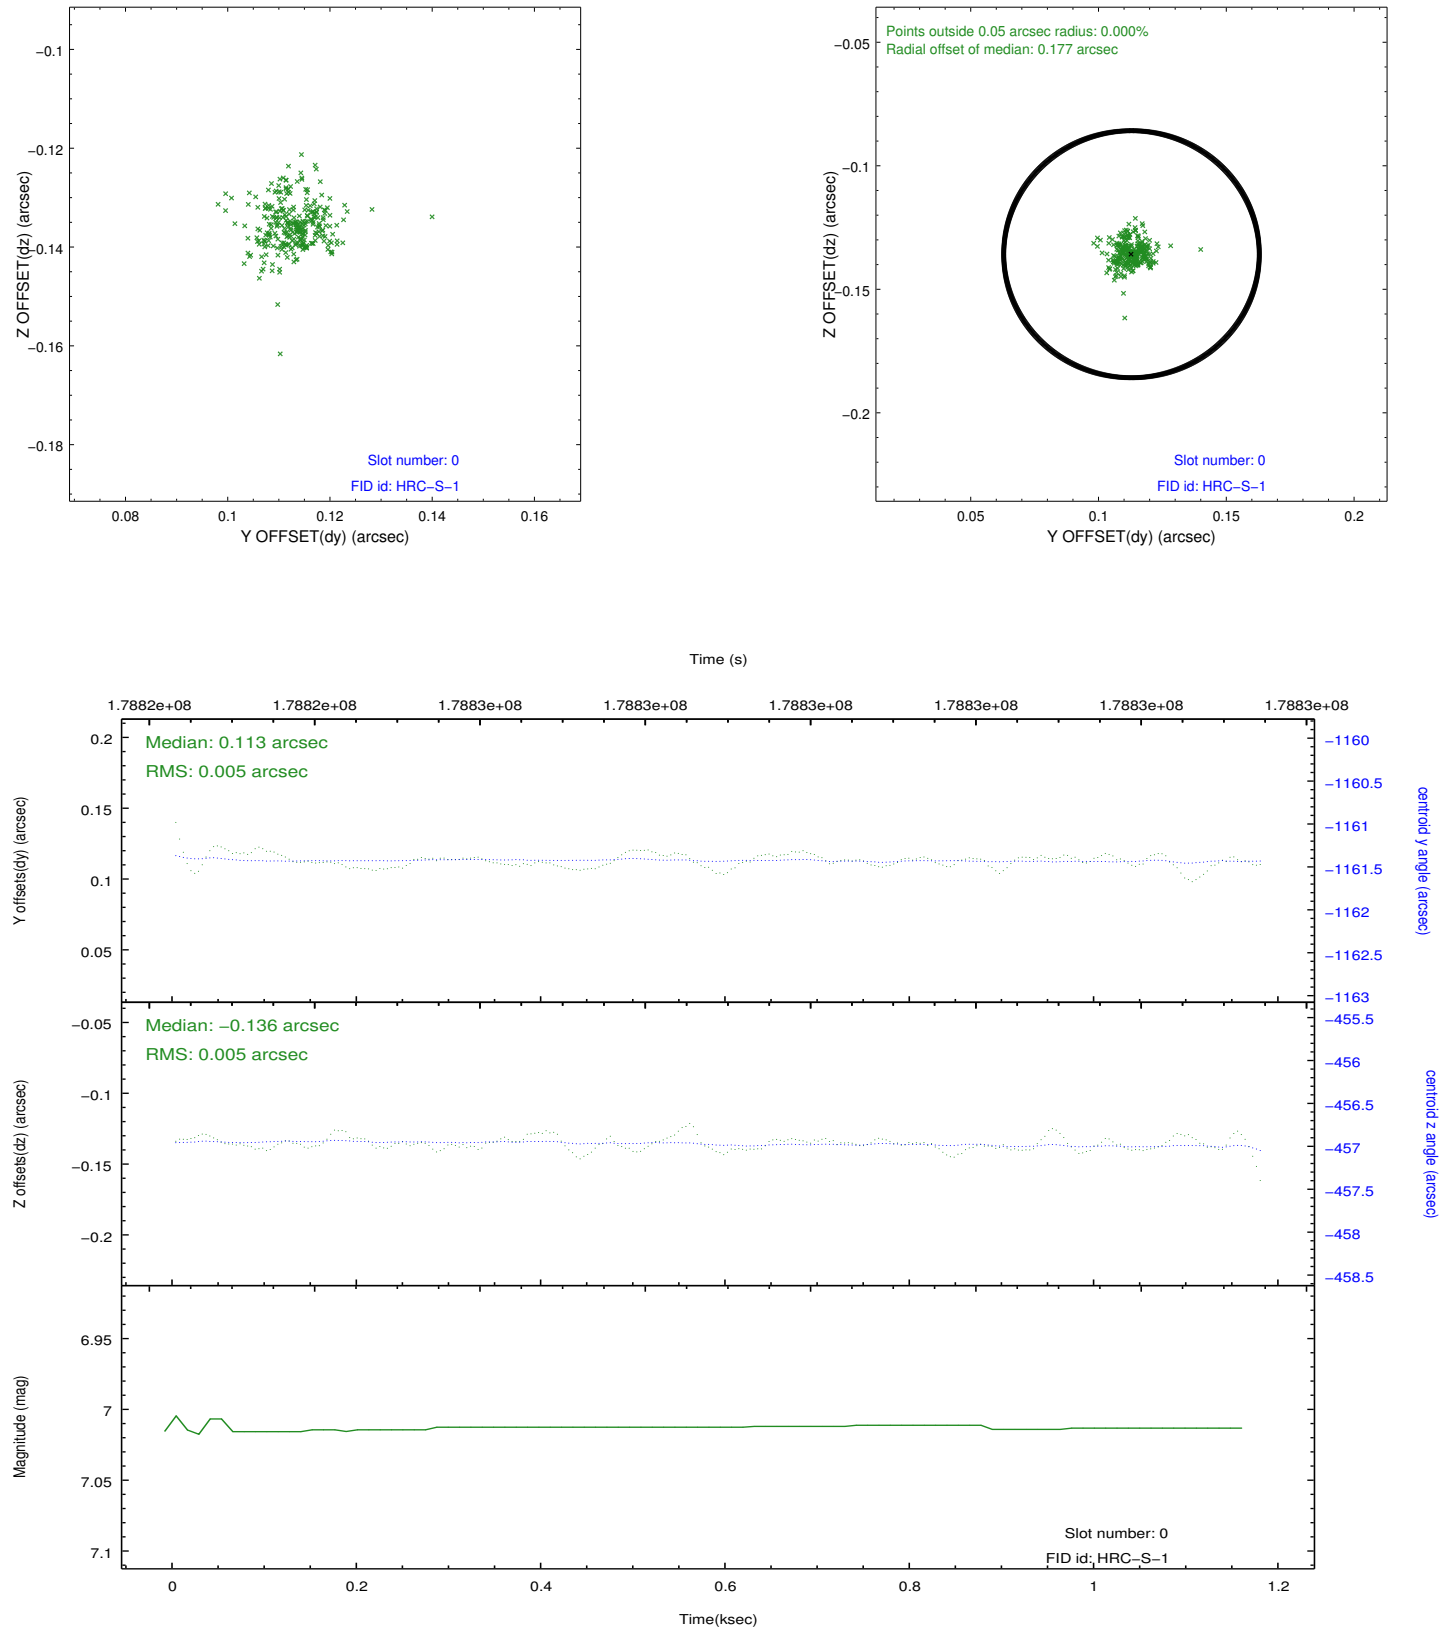 −0.1
−0.12
−0.14
−0.16
−0.18
Z OFFSET(dz) (arcsec)
Slot number: 0
FID id: HRC−S−1
0.08 0.1 0.12 0.14 0.16
Y OFFSET(dy) (arcsec)
Points outside 0.05 arcsec radius: 0.000%
Radial offset of median: 0.177 arcsec
−0.05
−0.1
−0.15
−0.2
Z OFFSET(dz) (arcsec)
Slot number: 0
FID id: HRC−S−1
0.05 0.1 0.15 0.2
Y OFFSET(dy) (arcsec)
Time (s)
1.7882e+08 1.7882e+08 1.7883e+08 1.7883e+08 1.7883e+08 1.7883e+08 1.7883e+08 1.7883e+08
Median: 0.113 arcsec
RMS: 0.005 arcsec
0.2
0.15
0.1
0.05
Y offsets(dy) (arcsec)
−1160
−1160.5
−1161
−1161.5
−1162
−1162.5
−1163
centroid y angle (arcsec)
Median: −0.136 arcsec
RMS: 0.005 arcsec
−0.05
−0.1
−0.15
−0.2
Z offsets(dz) (arcsec)
−455.5
−456
−456.5
−457
−457.5
−458
−458.5
centroid z angle (arcsec)
6.95
7
7.05
7.1
Magnitude (mag)
Slot number: 0
FID id: HRC−S−1
0 0.2 0.4 0.6 0.8 1 1.2
Time(ksec)